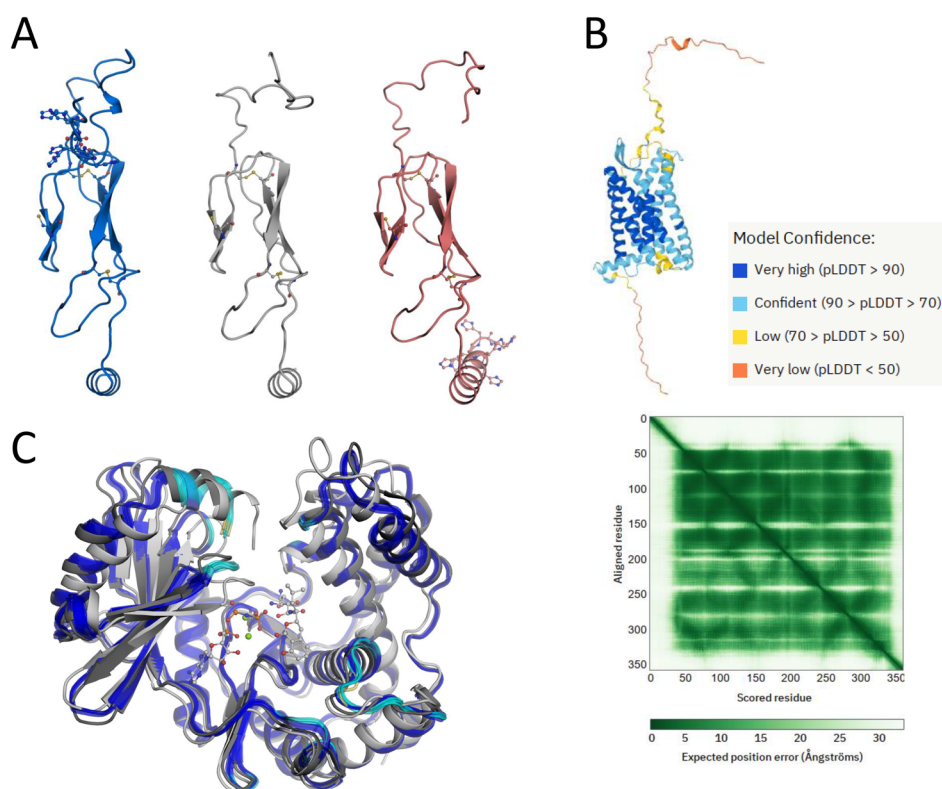 A
B
Model Confidence:
Very high (pLDDT > 90)
Confident (90 > pLDDT > 70)
Low (70 > pLDDT > 50)
Very low (pLDDT < 50)
C
0
50
100
150
200
250
300
350
Aligned residue
0 50 100 150 200 250 300 350
Scored residue
0 5 10 15 20 25 30
Expected position error (Ångströms)